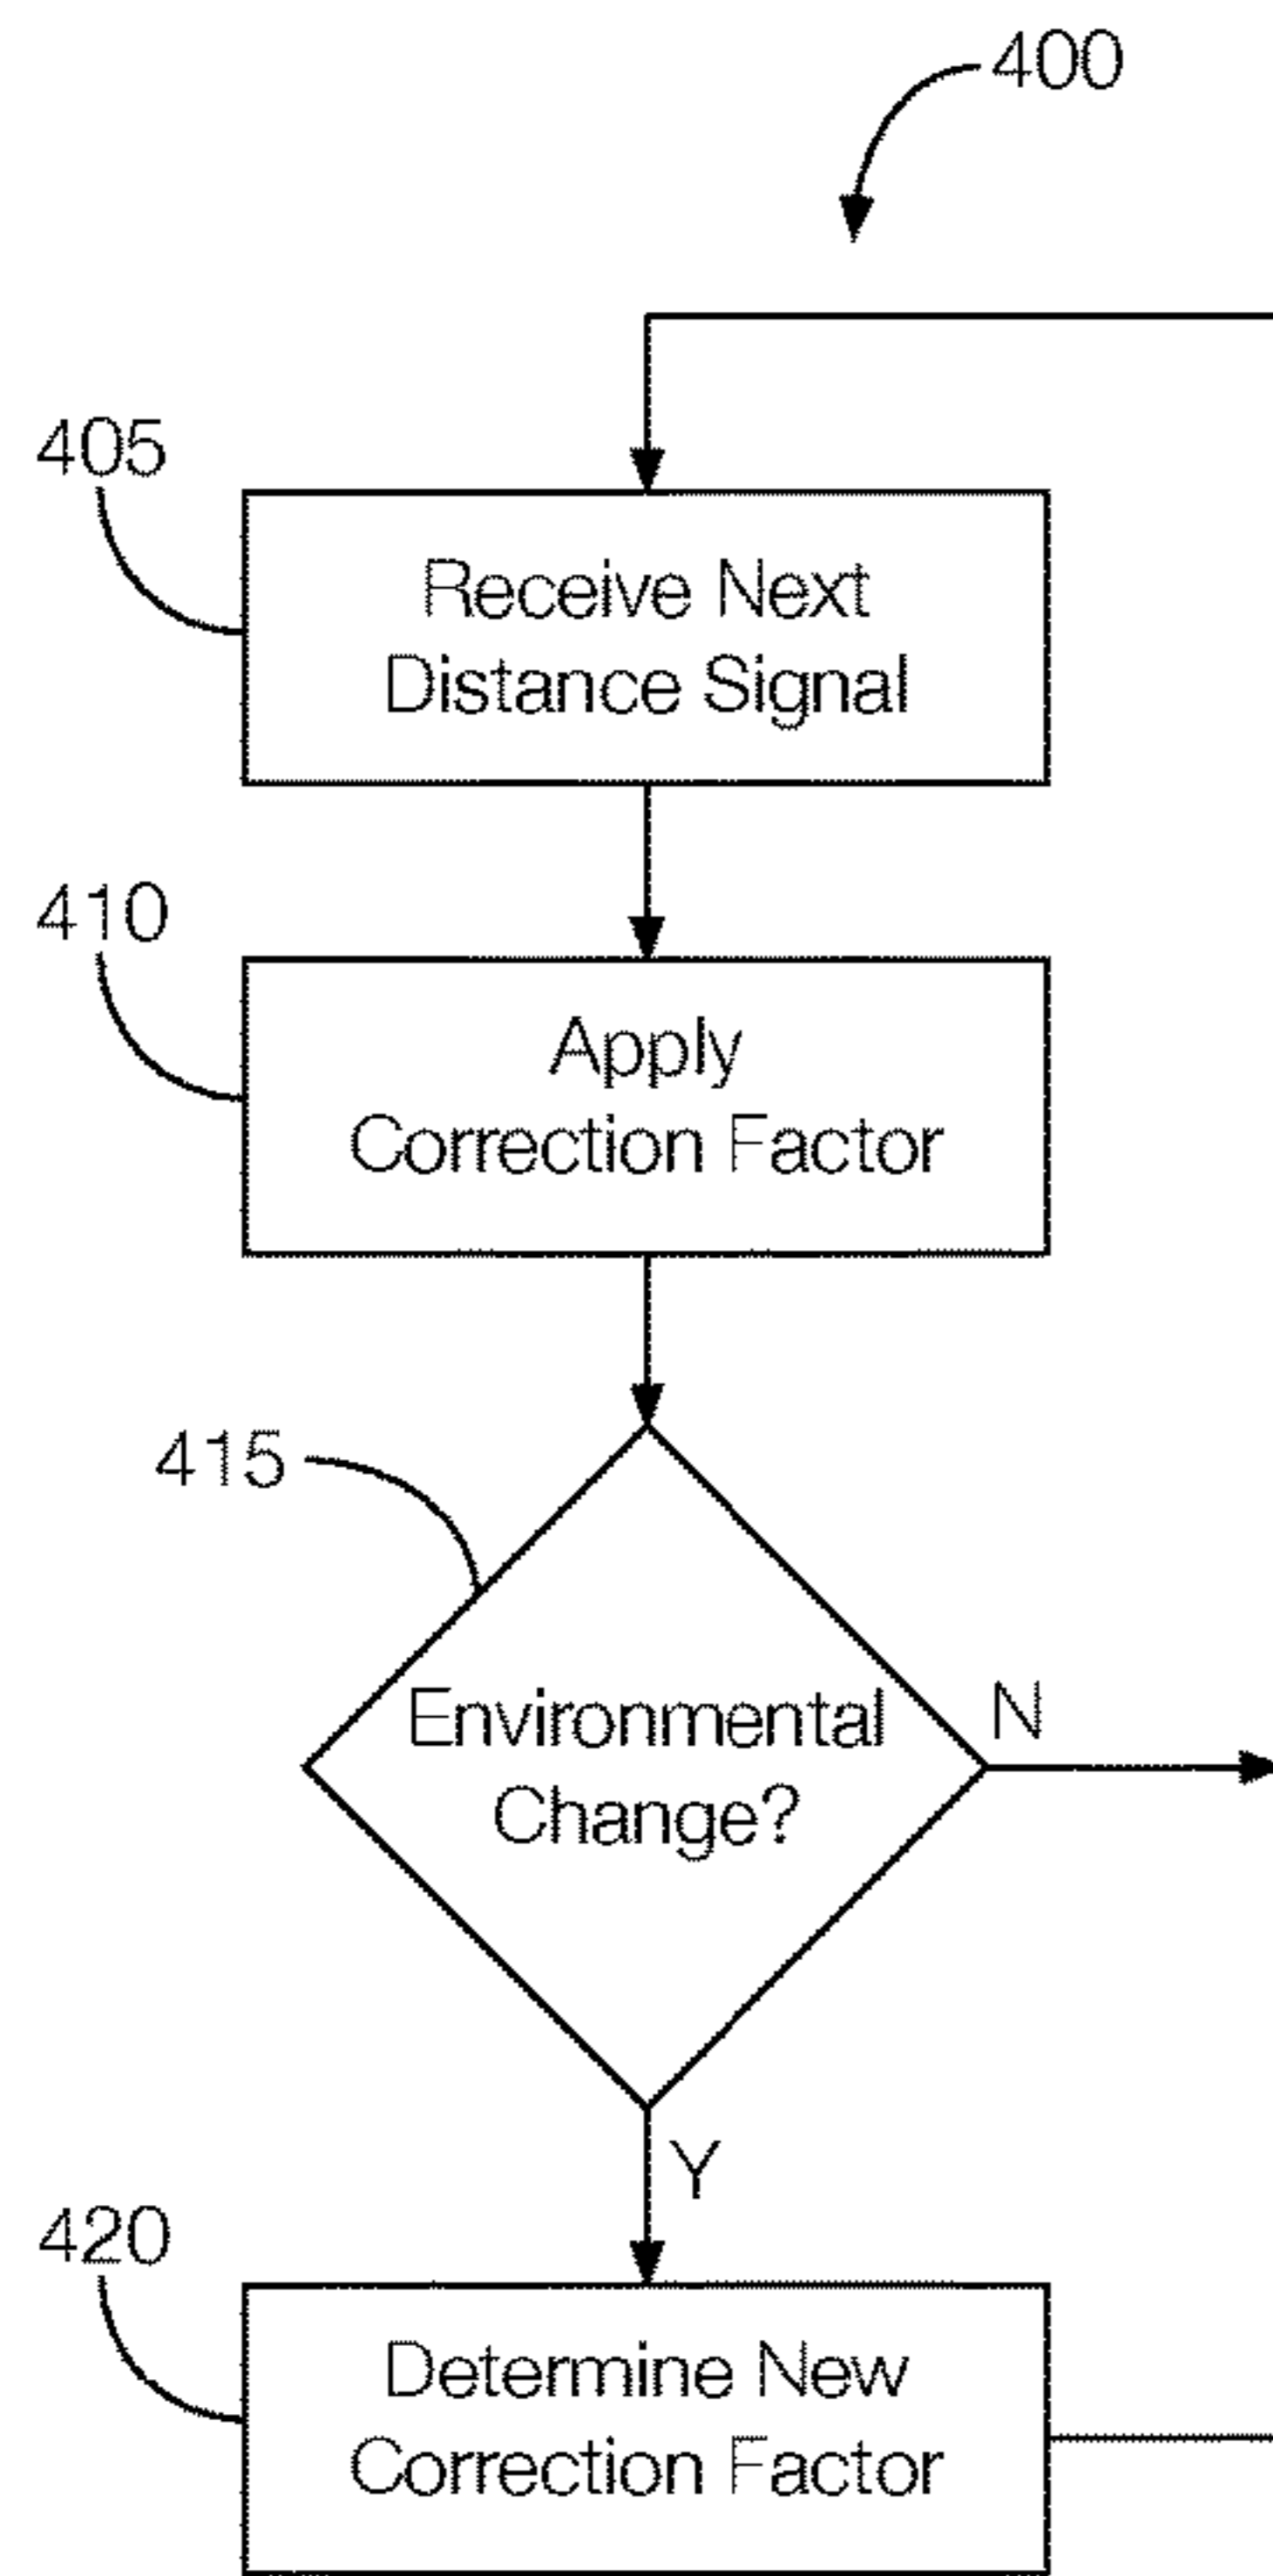 400
405
Receive Next
Distance Signal
410
Apply
Correction Factor
415
Environmental
Change?
N
Y
420
Determine New
Correction Factor